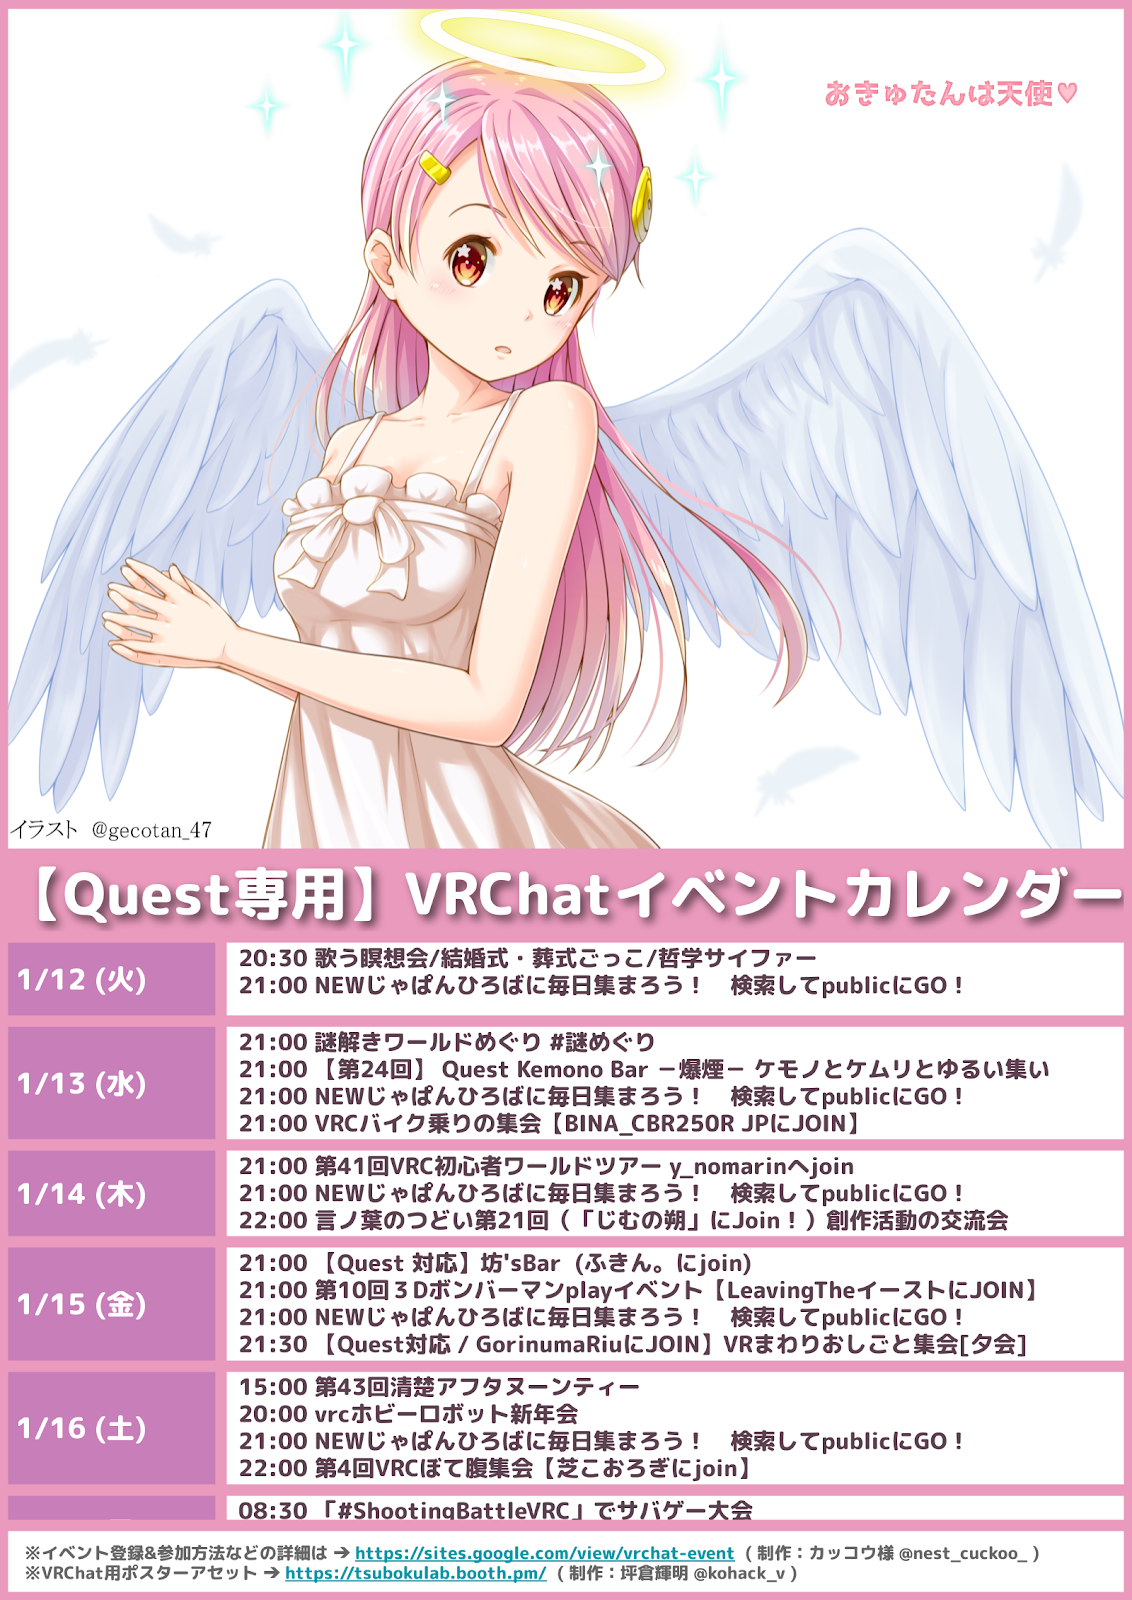 おきゅたんは天使♥
イラスト @gecotan_47
【Quest専用】VRChatイベントカレンダー
1/12 (火)
20:30 歌う瞑想会/結婚式・葬式ごっこ/哲学サイファー
21:00 NEWじゃぱんひろばに毎日集まろう！　検索してpublicにGO！
1/13 (水)
21:00 謎解きワールドめぐり #謎めぐり
21:00 【第24回】 Quest Kemono Bar －爆煙－ ケモノとケムリとゆるい集い
21:00 NEWじゃぱんひろばに毎日集まろう！　検索してpublicにGO！
21:00 VRCバイク乗りの集会【BINA_CBR250R JPにJOIN】
1/14 (木)
21:00 第41回VRC初心者ワールドツアー y_nomarinへjoin
21:00 NEWじゃぱんひろばに毎日集まろう！　検索してpublicにGO！
22:00 言ノ葉のつどい第21回（「じむの朔」にJoin！）創作活動の交流会
1/15 (金)
21:00 【Quest 対応】坊'sBar（ふきん。にjoin)
21:00 第10回３Dボンバーマンplayイベント【LeavingTheイーストにJOIN】
21:00 NEWじゃぱんひろばに毎日集まろう！　検索してpublicにGO！
21:30 【Quest対応 / GorinumaRiuにJOIN】VRまわりおしごと集会[夕会]
1/16 (土)
15:00 第43回清楚アフタヌーンティー
20:00 vrcホビーロボット新年会
21:00 NEWじゃぱんひろばに毎日集まろう！　検索してpublicにGO！
22:00 第4回VRCぽて腹集会【芝こおろぎにjoin】
08:30 「#ShootingBattleVRC」でサバゲー大会
※イベント登録&参加方法などの詳細は ➔ https://sites.google.com/view/vrchat-event ( 制作：カッコウ様 @nest_cuckoo_ )
※VRChat用ポスターアセット ➔ https://tsubokulab.booth.pm/ ( 制作：坪倉輝明 @kohack_v )